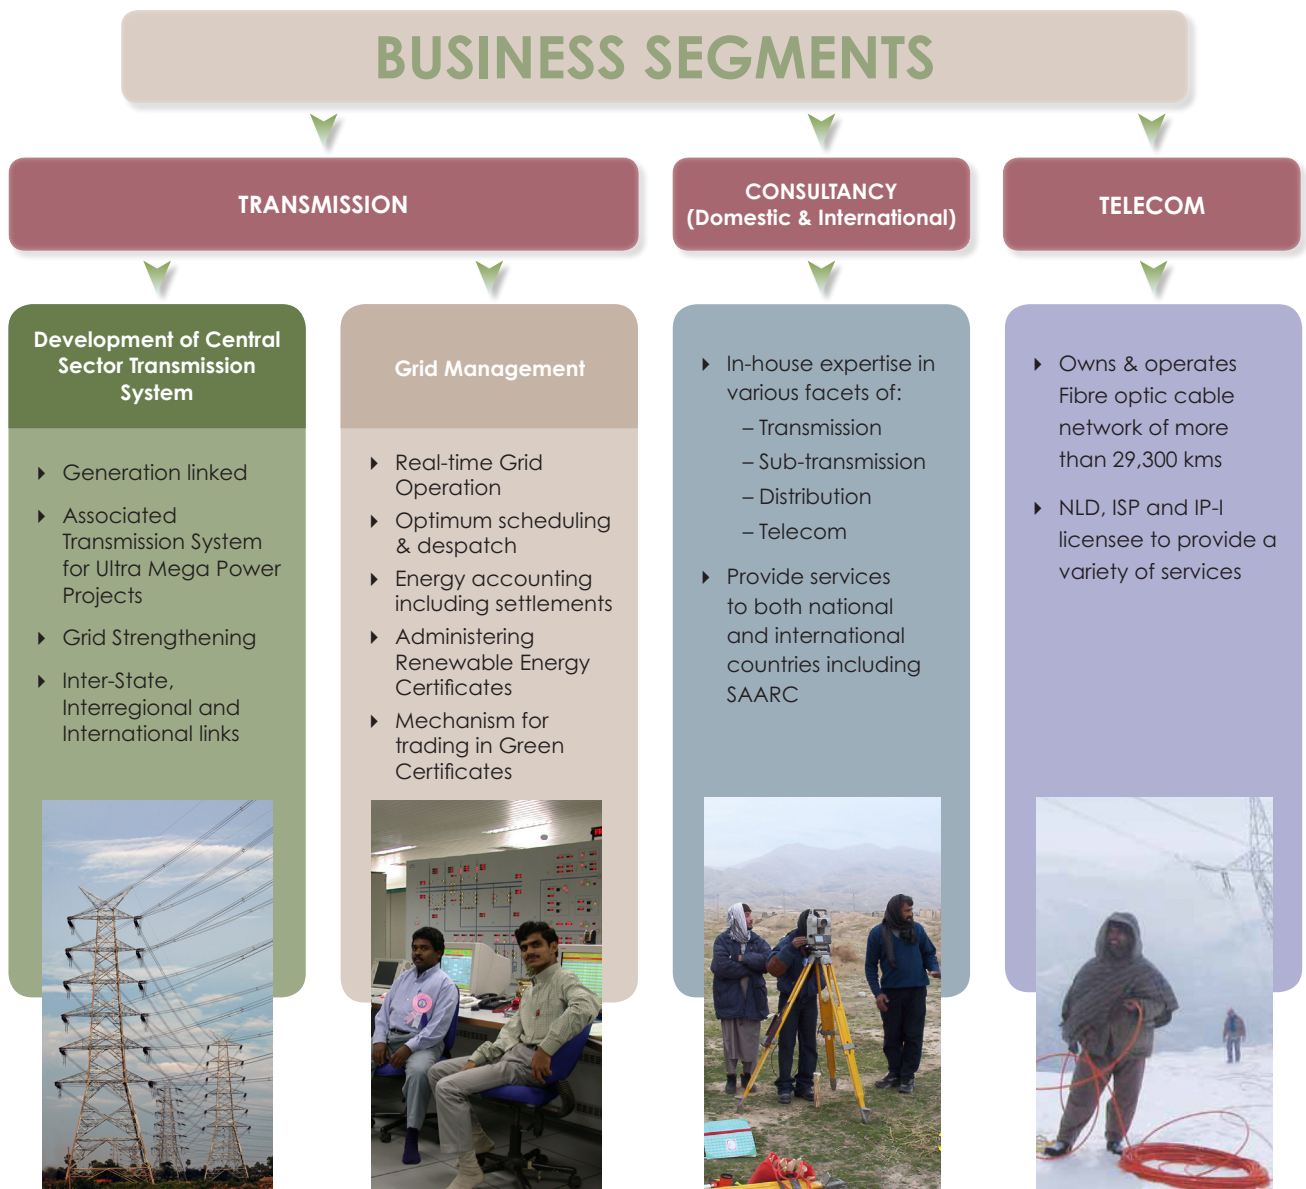 BUSINESS SEGMENTS
TRANSMISSION
CONSULTANCY
(Domestic & International)
TELECOM
Development of Central
Sector Transmission
System
Generation linked
Associated
Transmission System
for Ultra Mega Power
Projects
Grid Strengthening
Inter-State,
Interregional and
International links
Grid Management
Real-time Grid
Operation
Optimum scheduling
& despatch
Energy accounting
including settlements
Administering
Renewable Energy
Certificates
Mechanism for
trading in Green
Certificates
In-house expertise in
various facets of:
– Transmission
– Sub-transmission
– Distribution
– Telecom
Provide services
to both national
and international
countries including
SAARC
Owns & operates
Fibre optic cable
network of more
than 29,300 kms
NLD, ISP and IP-I
licensee to provide a
variety of services